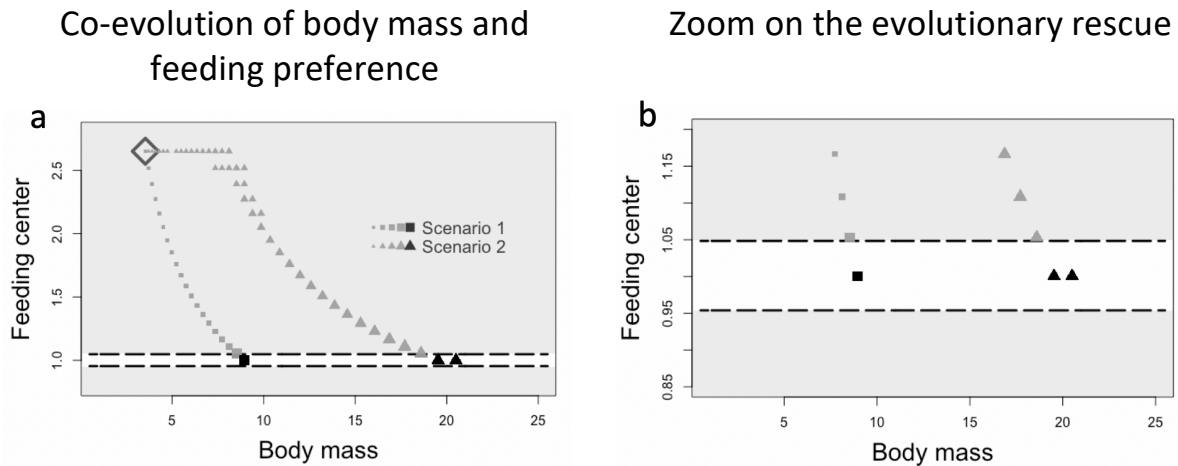 Co-evolution of body mass and
feeding preference
Zoom on the evolutionary rescue
a
Feeding center
2.5
2.0
1.5
1.0
Scenario 1
Scenario 2
5 10 15 20 25
Body mass
b
Feeding center
1.15
1.05
0.95
0.85
5 10 15 20 25
Body mass